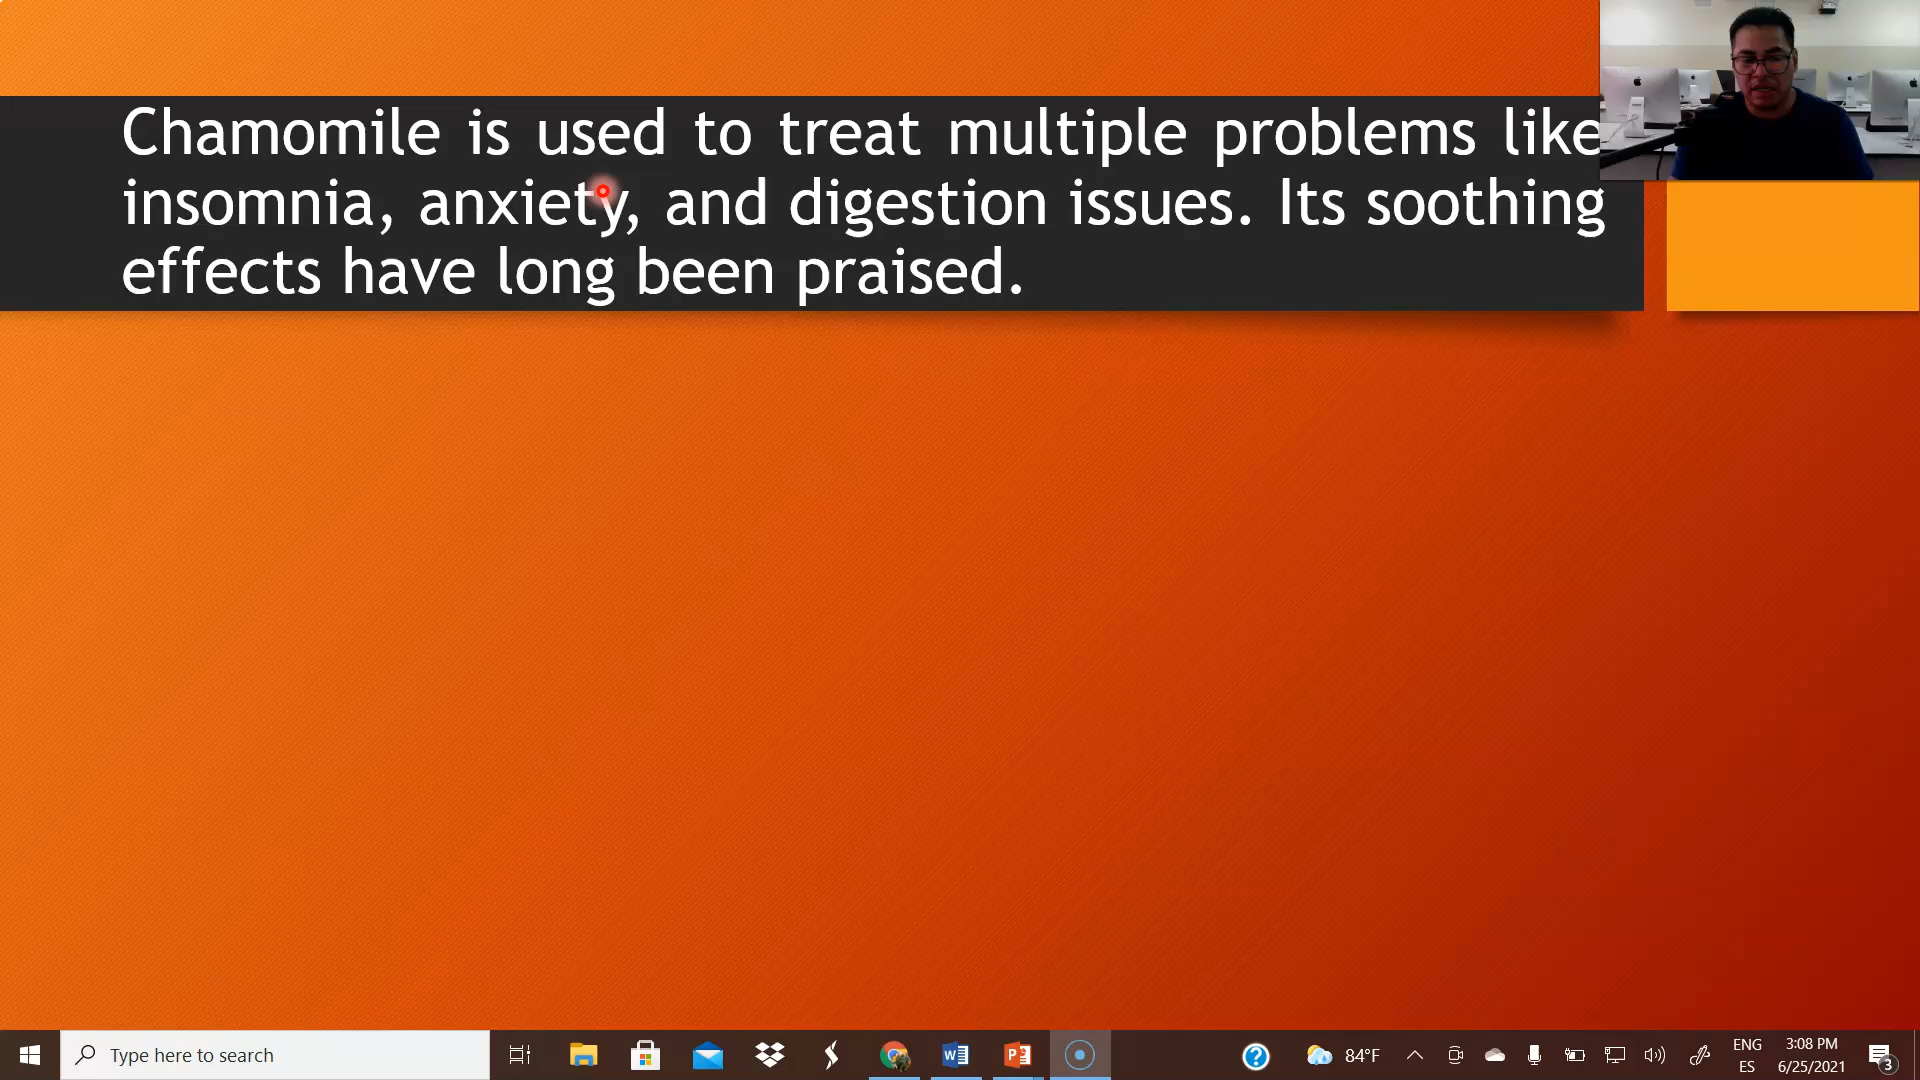 Chamomile is used to treat multiple problems like
insomnia, anxiety, and digestion issues. Its soothing
effects have long been praised.
Type here to search
84°F
ENG
ES
3:08 PM
6/25/2021
3